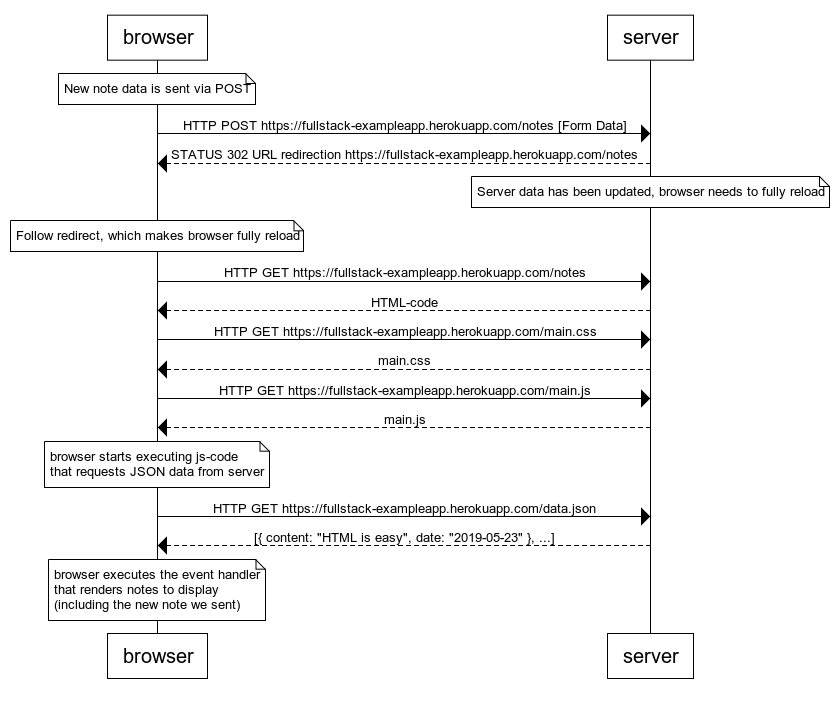 browser
server
New note data is sent via POST
HTTP POST https://fullstack-exampleapp.herokuapp.com/notes [Form Data]
STATUS 302 URL redirection https://fullstack-exampleapp.herokuapp.com/notes
Server data has been updated, browser needs to fully reload
Follow redirect, which makes browser fully reload
HTTP GET https://fullstack-exampleapp.herokuapp.com/notes
HTML-code
HTTP GET https://fullstack-exampleapp.herokuapp.com/main.css
main.css
HTTP GET https://fullstack-exampleapp.herokuapp.com/main.js
main.js
browser starts executing js-code
that requests JSON data from server
HTTP GET https://fullstack-exampleapp.herokuapp.com/data.json
[{ content: "HTML is easy", date: "2019-05-23" }, ...]
browser executes the event handler
that renders notes to display
(including the new note we sent)
browser
server